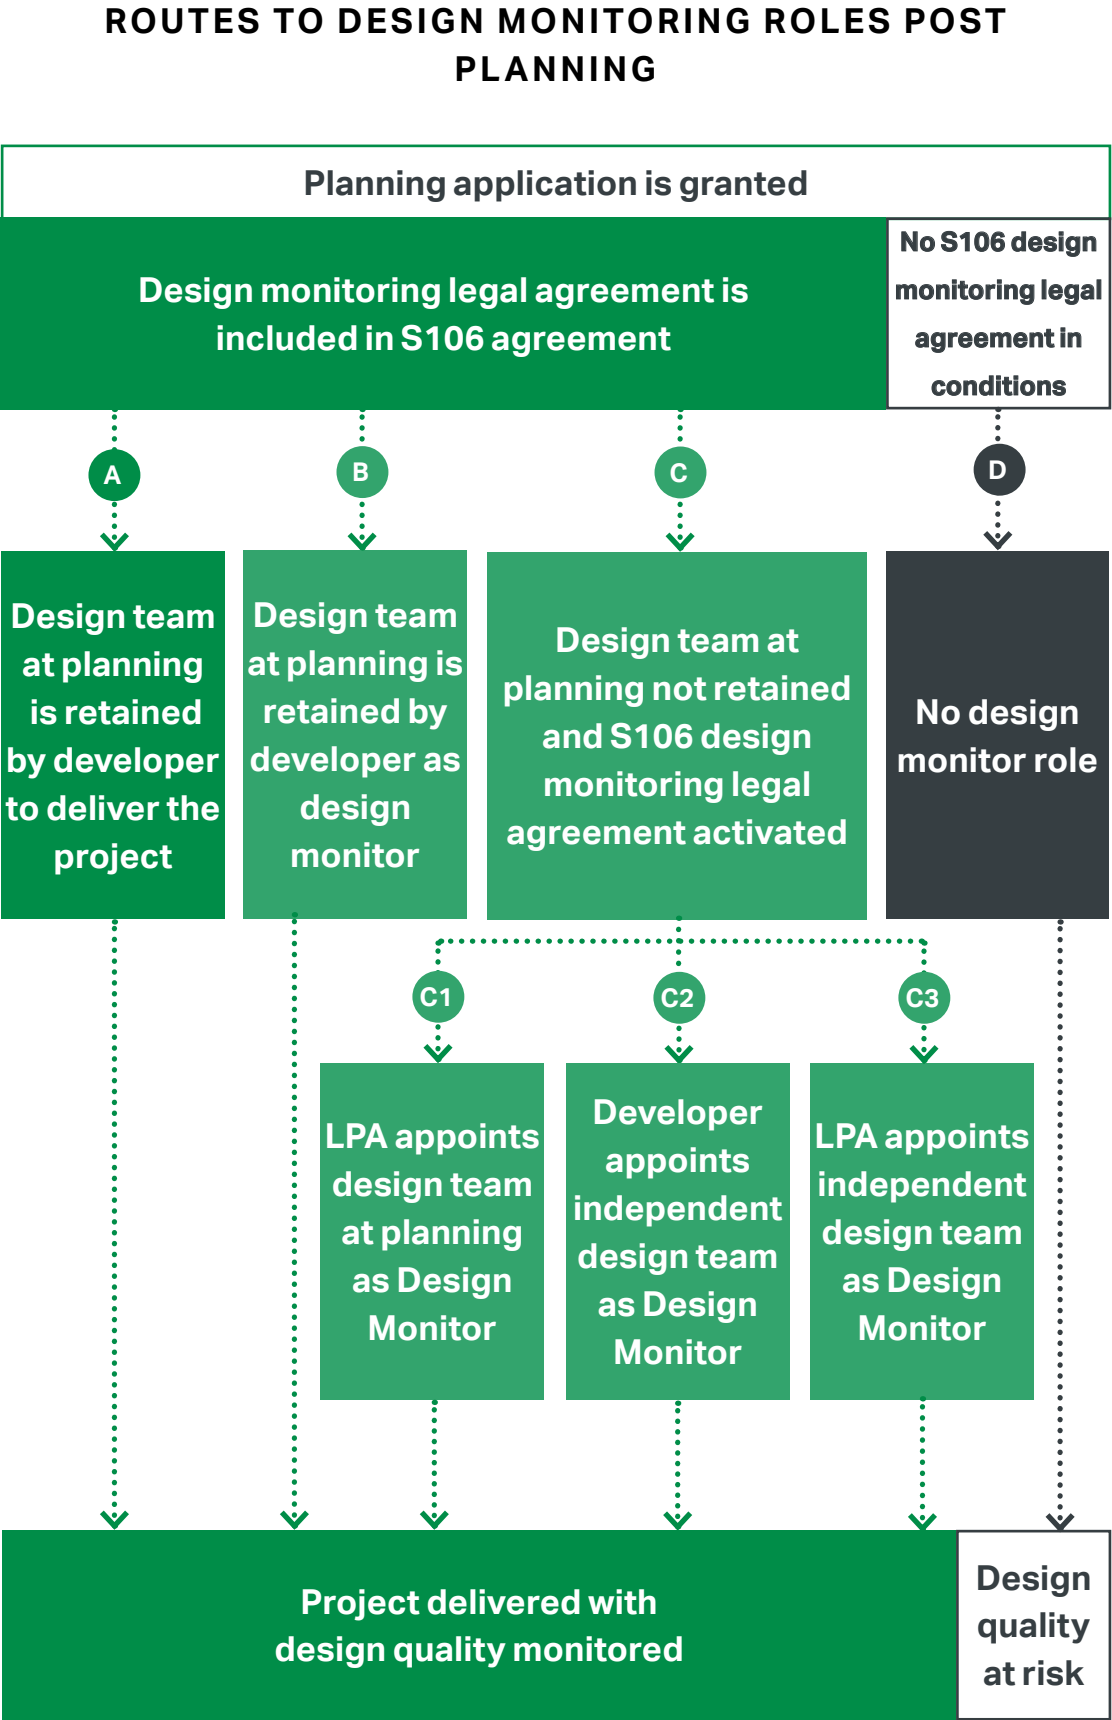 ROUTES TO DESIGN MONITORING ROLES POST
PLANNING
Planning application is granted
Design monitoring legal agreement is
included in S106 agreement
No S106 design
monitoring legal
agreement in
conditions
A
B
C
D
Design team
at planning
is retained
by developer
to deliver the
project
Design team
at planning is
retained by
developer as
design
monitor
Design team at
planning not retained
and S106 design
monitoring legal
agreement activated
No design
monitor role
C1
C2
C3
LPA appoints
design team
at planning
as Design
Monitor
Developer
appoints
independent
design team
as Design
Monitor
LPA appoints
independent
design team
as Design
Monitor
Project delivered with
design quality monitored
Design
quality
at risk